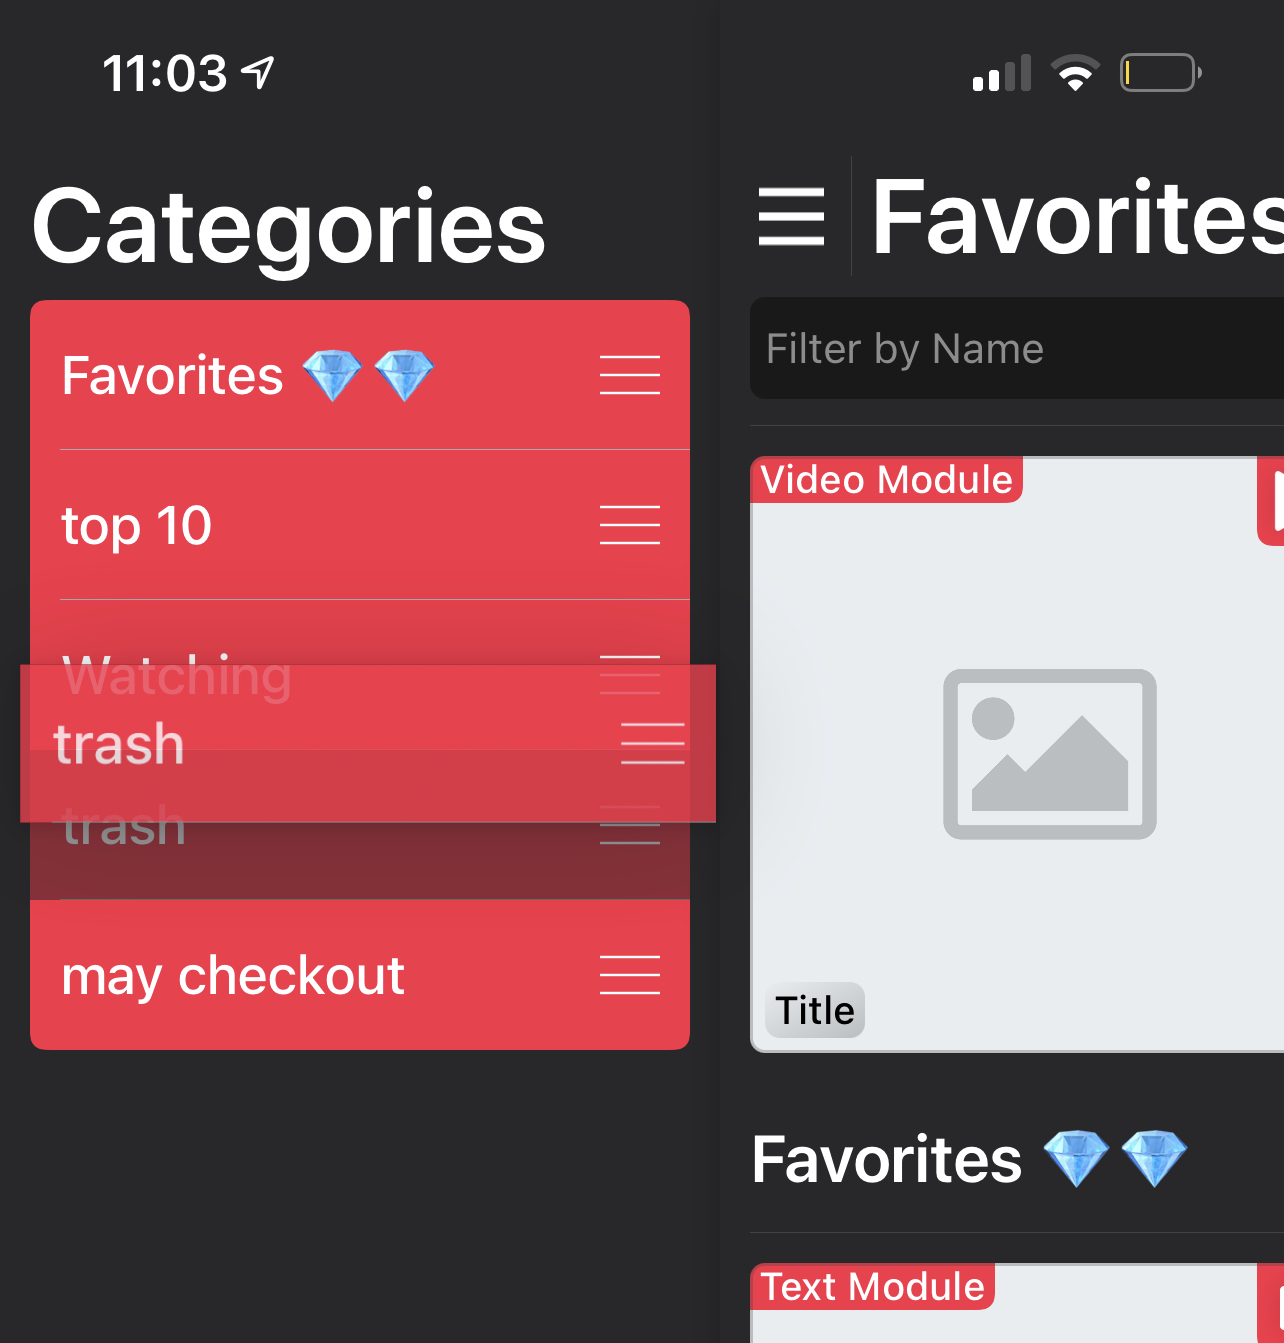 11:03
Categories
Favorites 💎💎
top 10
Watching
trash
trash
may checkout
Favorites
Filter by Name
Video Module
Title
Favorites 💎💎
Text Module